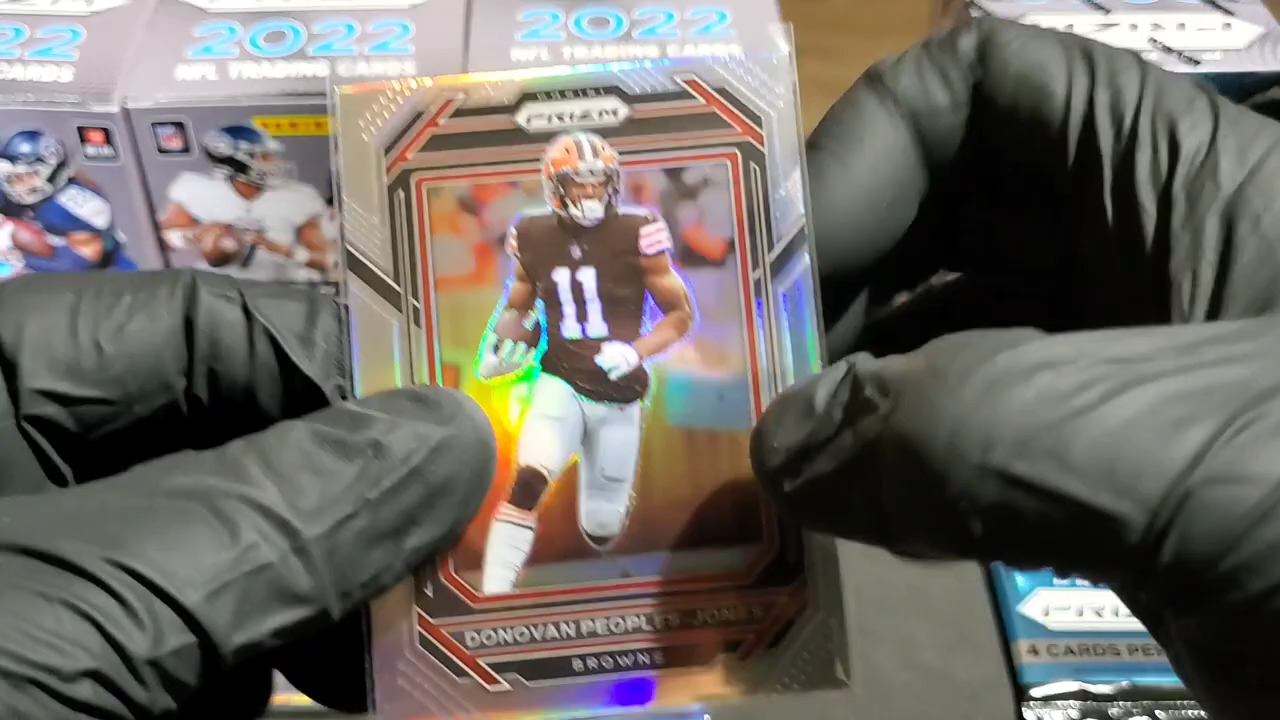 22
2022
2022
CARDS
NFL TRADING CARDS
NFL TRADING CARDS
PANINI
PRIZM
11
DONOVAN PEOPLES-JONES
BROWNS
4 CARDS PE